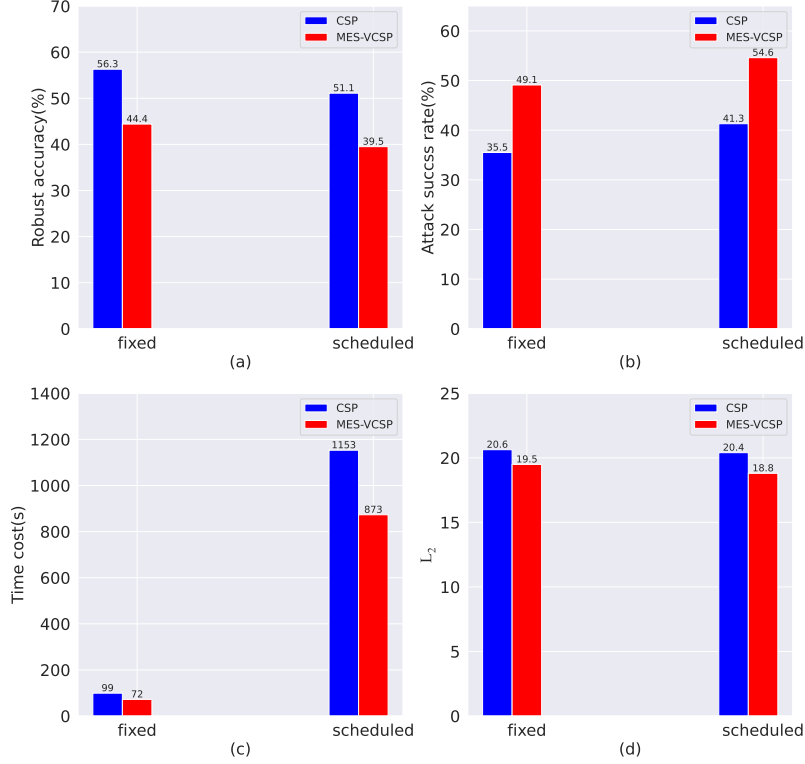 70
60
50
40
30
20
10
0
Robust accuracy(%)
CSP
MES-VCSP
56.3
44.4
51.1
39.5
fixed
scheduled
(a)
60
50
40
30
20
10
0
Attack succss rate(%)
CSP
MES-VCSP
35.5
49.1
41.3
54.6
fixed
scheduled
(b)
1400
1200
1000
800
600
400
200
0
Time cost(s)
CSP
MES-VCSP
99
72
1153
873
fixed
scheduled
(c)
25
20
15
10
5
0
L₂
CSP
MES-VCSP
20.6
19.5
20.4
18.8
fixed
scheduled
(d)